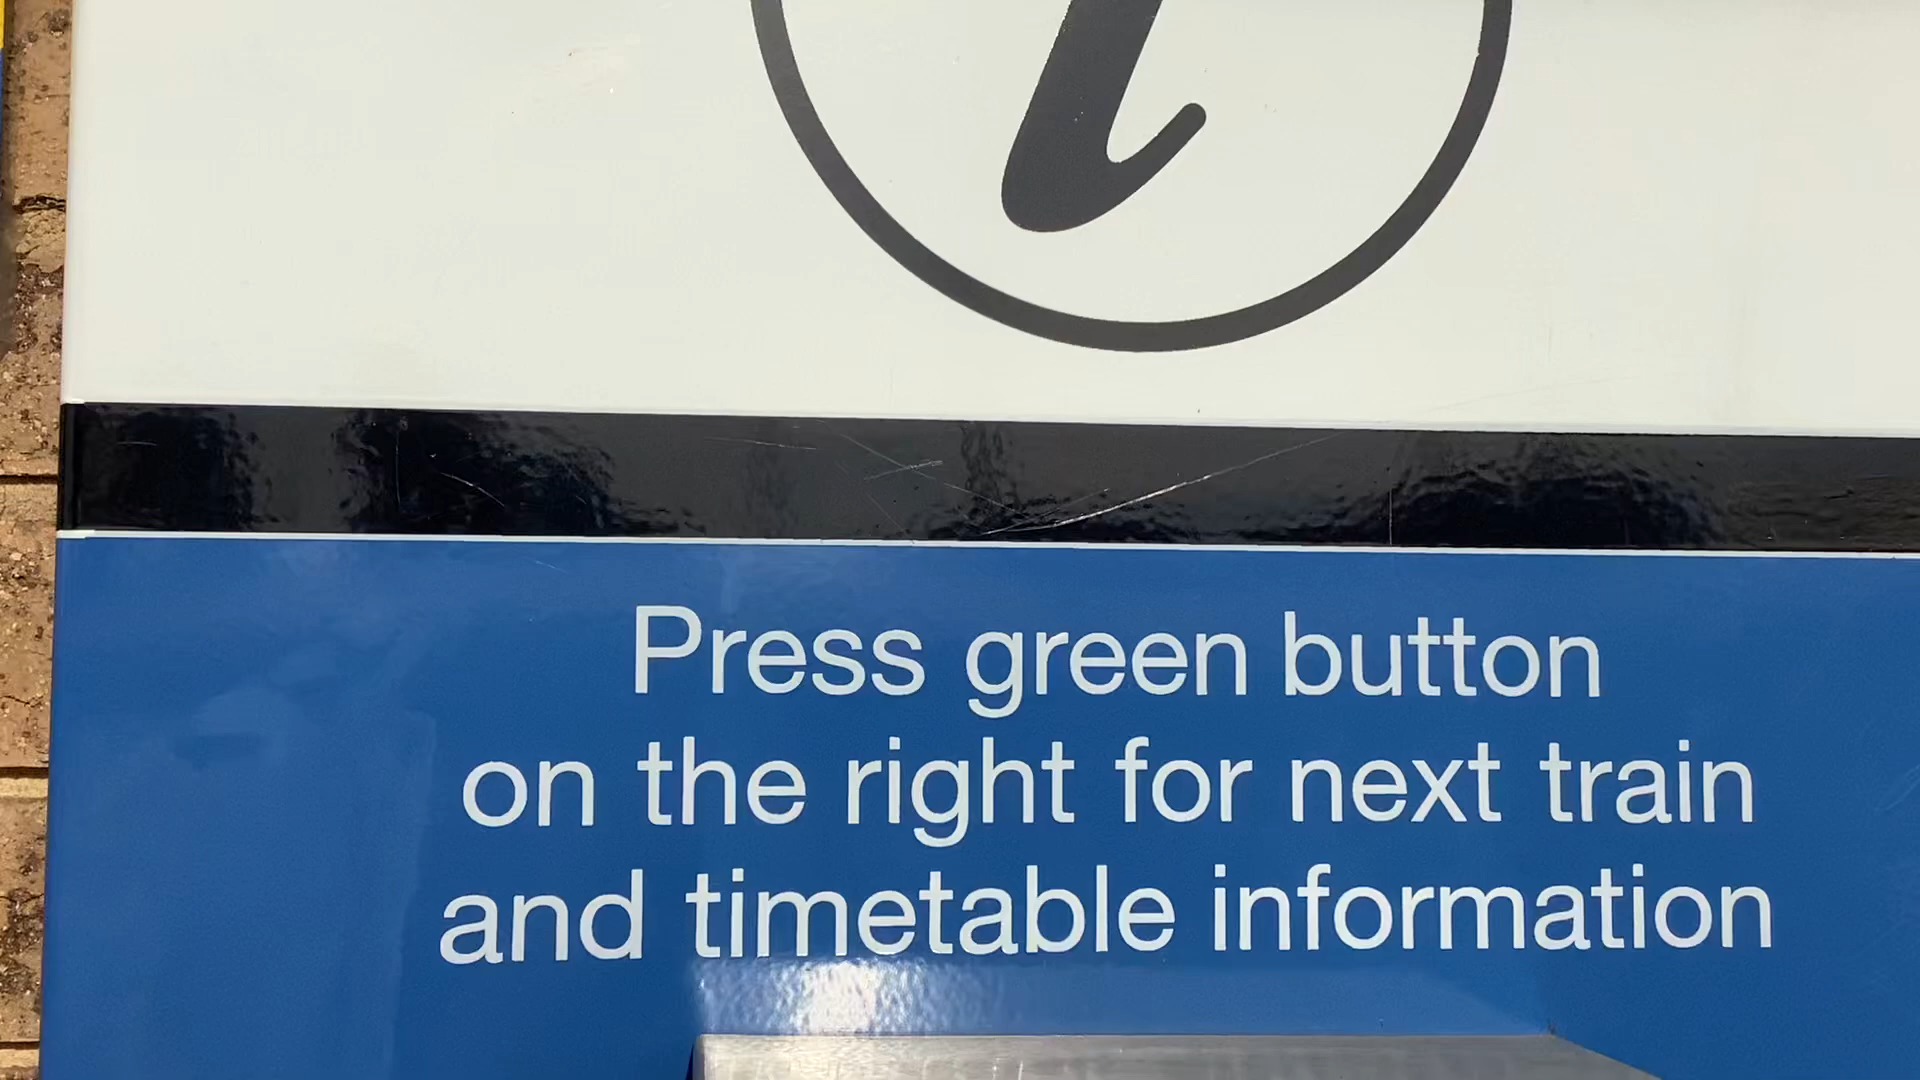 i
Press green button
on the right for next train
and timetable information